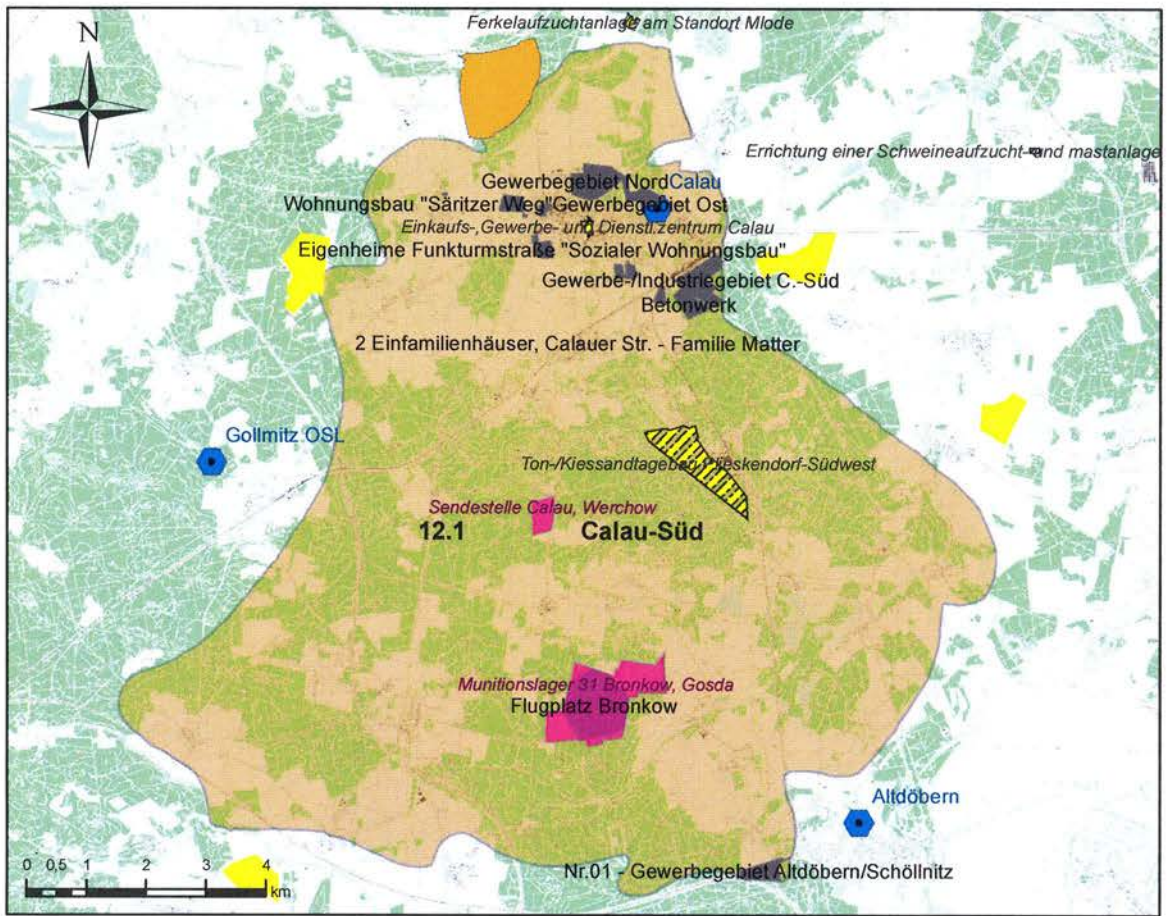 Ferkelaufzuchtanlage am Standort Mlode
N
Errichtung einer Schweineaufzucht- und mastanlage
Gewerbegebiet Nord
Calau
Wohnungsbau "Säritzer Weg"
Gewerbegebiet Ost
Einkaufs-,Gewerbe- und Dienstl.zentrum Calau
Eigenheime Funkturmstraße "Sozialer Wohnungsbau"
Gewerbe-/Industriegebiet C.-Süd
Betonwerk
2 Einfamilienhäuser, Calauer Str. - Familie Matter
Gollmitz OSL
Ton-/Kiessandtagebau Plieskendorf-Südwest
Sendestelle Calau, Werchow
12.1 Calau-Süd
Munitionslager 31 Bronkow, Gosda
Flugplatz Bronkow
Altdöbern
Nr.01 - Gewerbegebiet Altdöbern/Schöllnitz
0 0,5 1 2 3 4
km